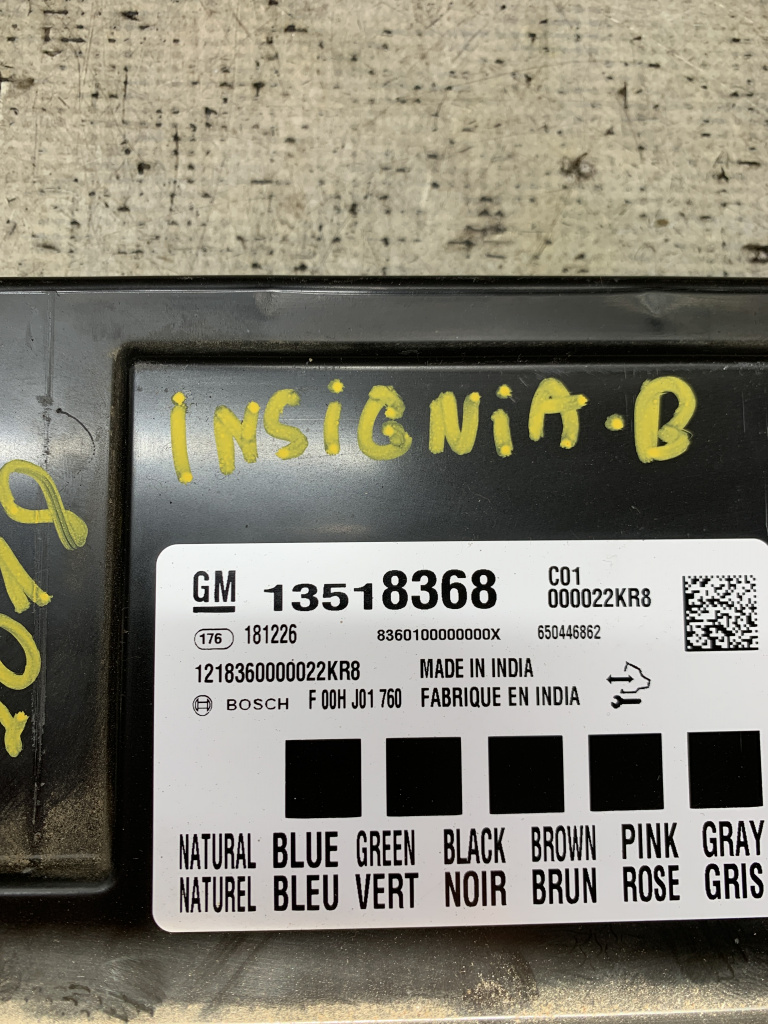 INSIGNIA-B
2018
GM 13518368 C01
000022KR8
176 181226 8360100000000X 650446862
1218360000022KR8 MADE IN INDIA
BOSCH F 00H J01 760 FABRIQUE EN INDIA
NATURAL BLUE GREEN BLACK BROWN PINK GRAY
NATUREL BLEU VERT NOIR BRUN ROSE GRIS